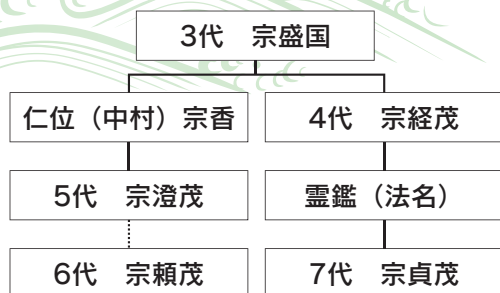 3代　宗盛国
仁位（中村）宗香
4代　宗経茂
5代　宗澄茂
霊鑑（法名）
6代　宗頼茂
7代　宗貞茂